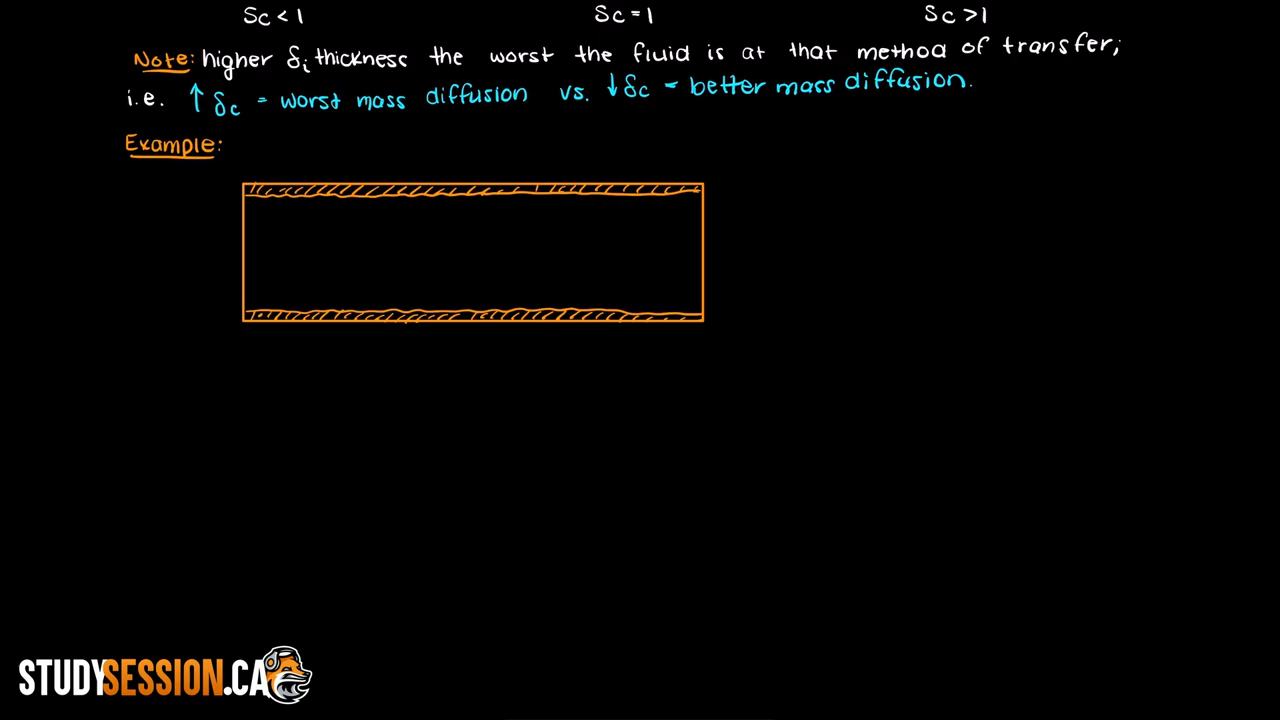 Sc < 1 Sc = 1 Sc > 1
Note: higher δi thickness the worst the fluid is at that method of transfer;
i.e. ↑ δc = worst mass diffusion vs. ↓ δc = better mass diffusion.
Example:
STUDYSESSION.CA